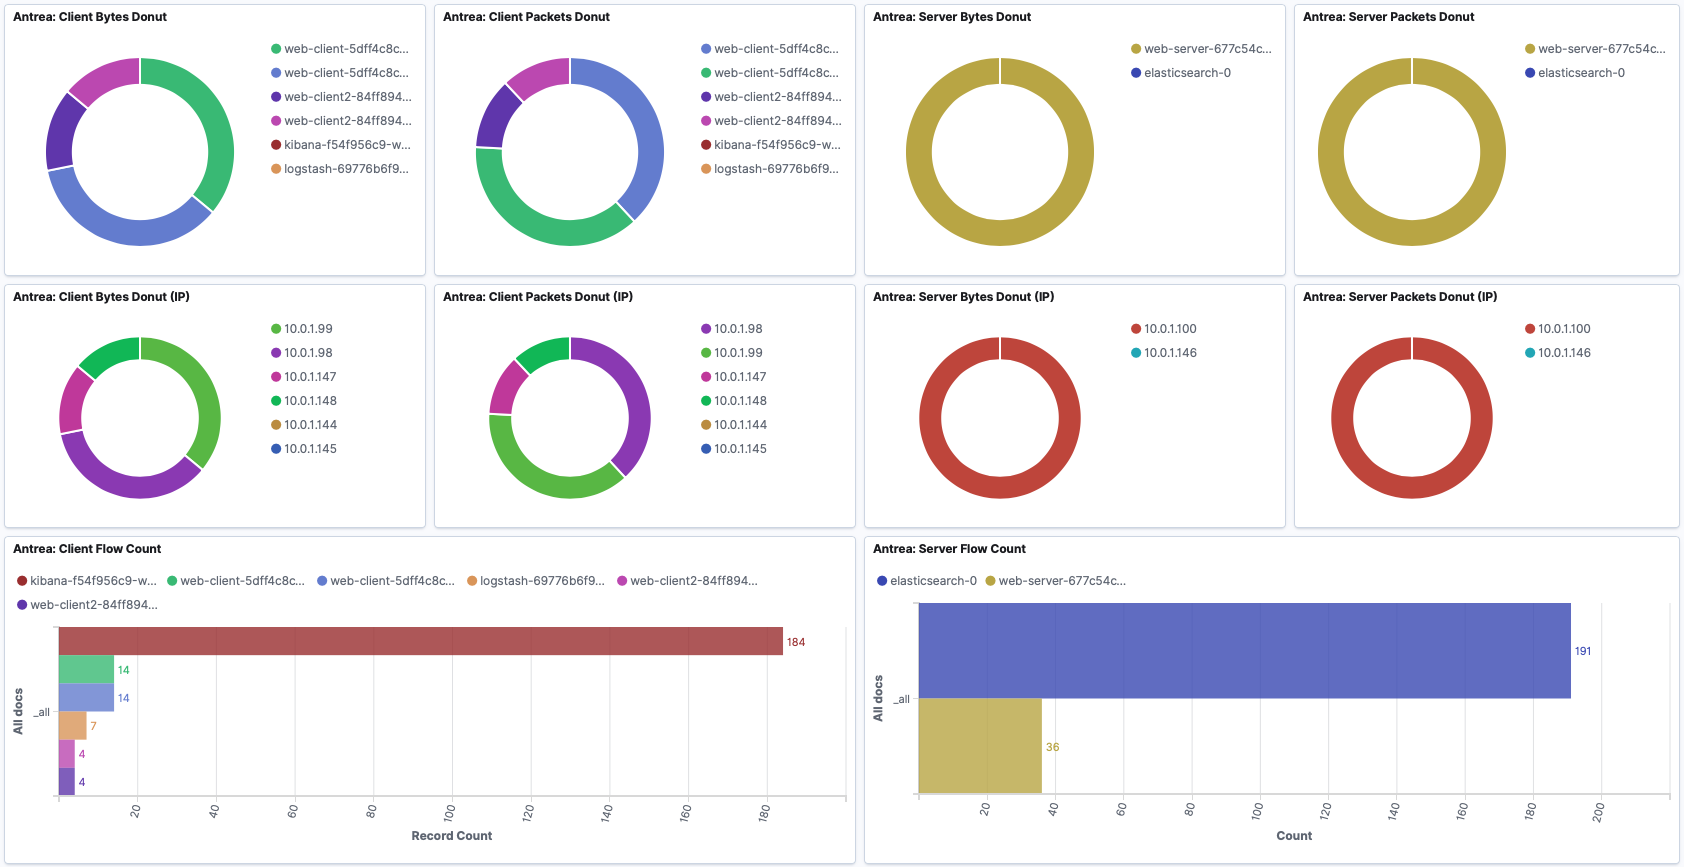 Antrea: Client Bytes Donut
web-client-5dff4c8c...
web-client-5dff4c8c...
web-client2-84ff894...
web-client2-84ff894...
kibana-f54f956c9-w...
logstash-69776b6f9...
Antrea: Client Packets Donut
web-client-5dff4c8c...
web-client-5dff4c8c...
web-client2-84ff894...
web-client2-84ff894...
kibana-f54f956c9-w...
logstash-69776b6f9...
Antrea: Server Bytes Donut
web-server-677c54c...
elasticsearch-0
Antrea: Server Packets Donut
web-server-677c54c...
elasticsearch-0
Antrea: Client Bytes Donut (IP)
10.0.1.99
10.0.1.98
10.0.1.147
10.0.1.148
10.0.1.144
10.0.1.145
Antrea: Client Packets Donut (IP)
10.0.1.98
10.0.1.99
10.0.1.147
10.0.1.148
10.0.1.144
10.0.1.145
Antrea: Server Bytes Donut (IP)
10.0.1.100
10.0.1.146
Antrea: Server Packets Donut (IP)
10.0.1.100
10.0.1.146
Antrea: Client Flow Count
kibana-f54f956c9-w... web-client-5dff4c8c... web-client-5dff4c8c... logstash-69776b6f9... web-client2-84ff894...
web-client2-84ff894...
184
14
14
7
4
4
All docs
_all
20 40 60 80 100 120 140 160 180
Record Count
Antrea: Server Flow Count
elasticsearch-0 web-server-677c54c...
191
36
All docs
_all
20 40 60 80 100 120 140 160 180 200
Count